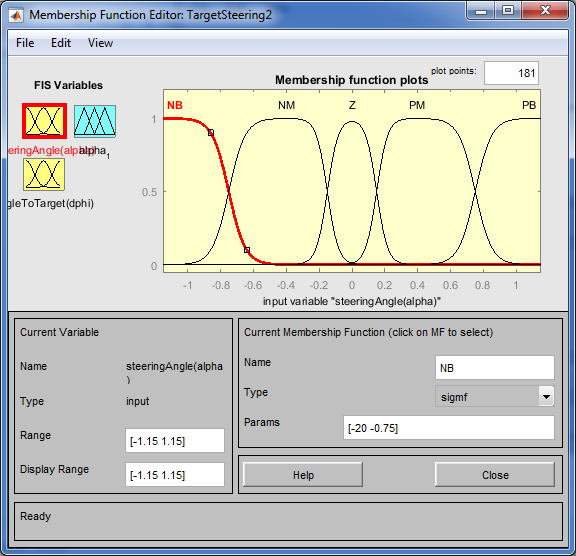 Membership Function Editor: TargetSteering2
File Edit View
FIS Variables
eeringAngle(alpha)
alpha1
gleToTarget(dphi)
Membership function plots
plot points: 181
NB NM Z PM PB
1
0.5
0
-1 -0.8 -0.6 -0.4 -0.2 0 0.2 0.4 0.6 0.8 1
input variable "steeringAngle(alpha)"
Current Variable
Name steeringAngle(alpha
)
Type input
Range [-1.15 1.15]
Display Range [-1.15 1.15]
Current Membership Function (click on MF to select)
Name NB
Type sigmf
Params [-20 -0.75]
Help Close
Ready